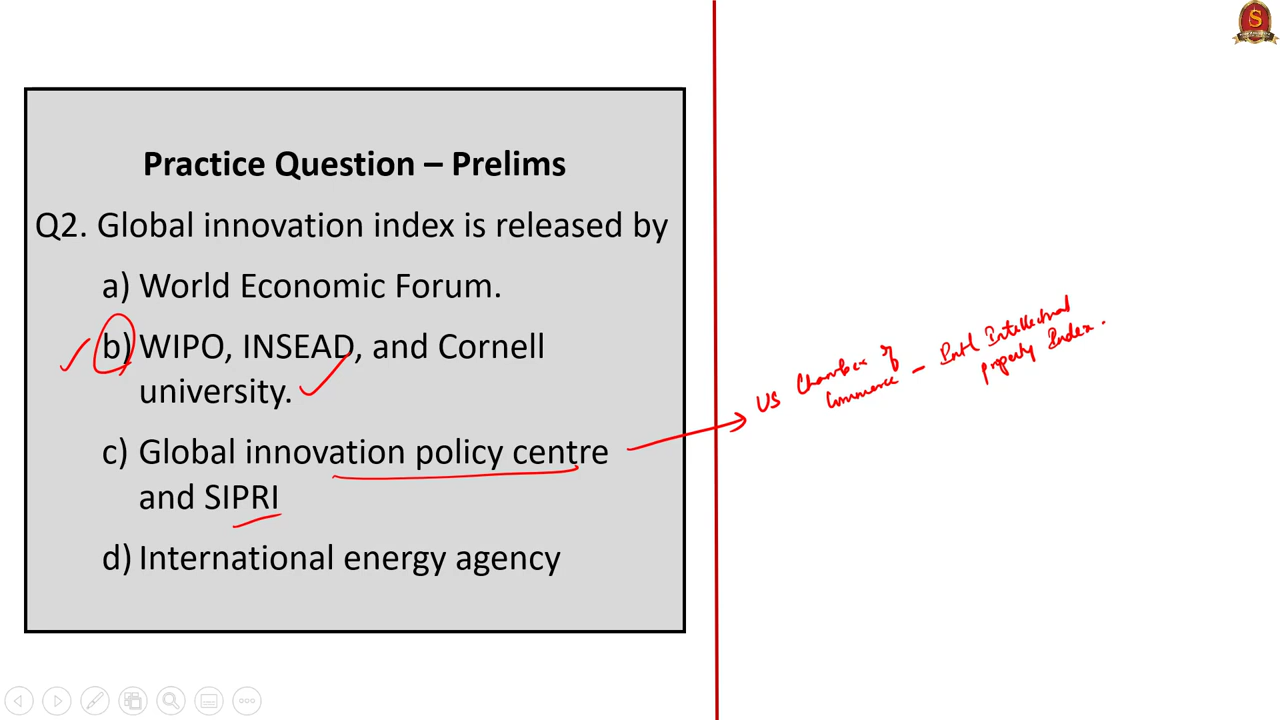 Practice Question – Prelims
Q2. Global innovation index is released by
a) World Economic Forum.
b) WIPO, INSEAD, and Cornell
university.
c) Global innovation policy centre
and SIPRI
d) International energy agency
US Chamber of
Commerce – Intl Intellectual
Property Index.
S